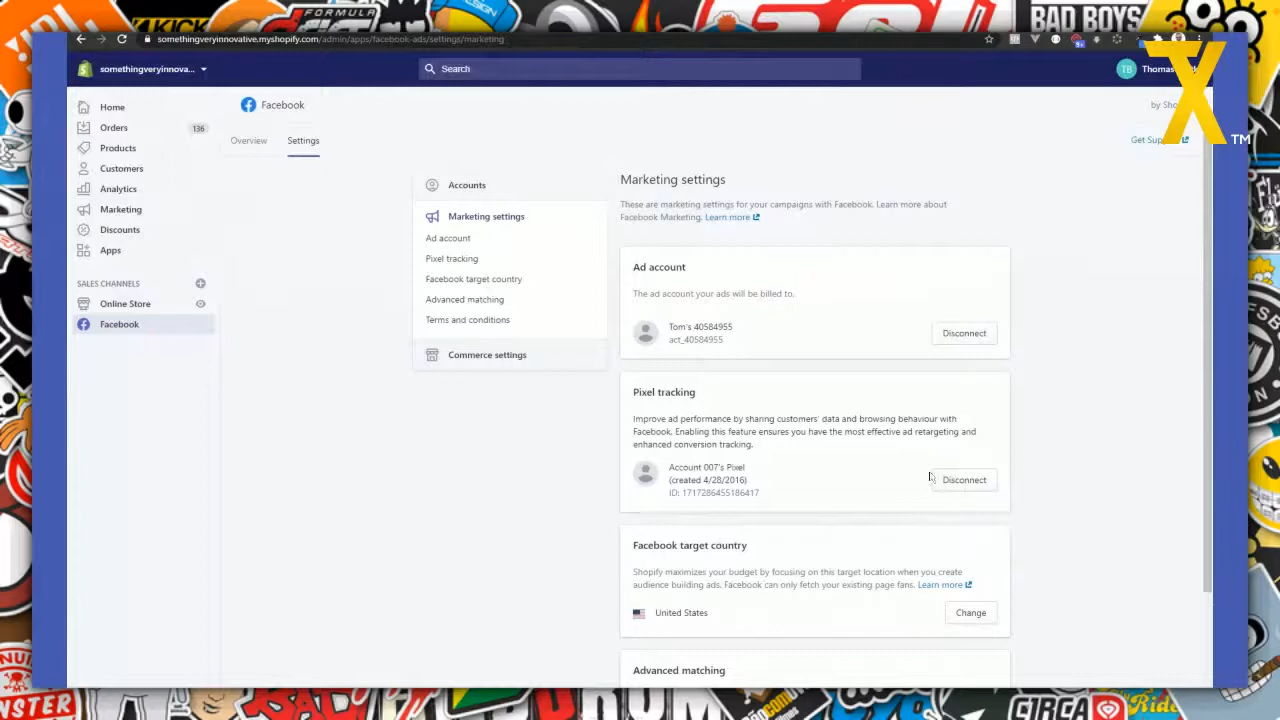 FORMULA
BAD BOYS
somethingveryinnovative.myshopify.com/admin/apps/facebook-ads/settings/marketing
somethingveryinnova...
Search
TB
Thomas
Home
Orders
136
Products
Customers
Analytics
Marketing
Discounts
Apps
SALES CHANNELS
Online Store
Facebook
Facebook
by Sho
Overview
Settings
Get Sup
TM
Accounts
Marketing settings
Ad account
Pixel tracking
Facebook target country
Advanced matching
Terms and conditions
Commerce settings
Marketing settings
These are marketing settings for your campaigns with Facebook. Learn more about
Facebook Marketing. Learn more
Ad account
The ad account your ads will be billed to.
Tom's 40584955
act_40584955
Disconnect
Pixel tracking
Improve ad performance by sharing customers' data and browsing behaviour with
Facebook. Enabling this feature ensures you have the most effective ad retargeting and
enhanced conversion tracking.
Account 007's Pixel
(created 4/28/2016)
ID: 1717286455186417
Disconnect
Facebook target country
Shopify maximizes your budget by focusing on this target location when you create
audience building ads. Facebook can only fetch your existing page fans. Learn more
United States
Change
Advanced matching
CIRCA
Ride